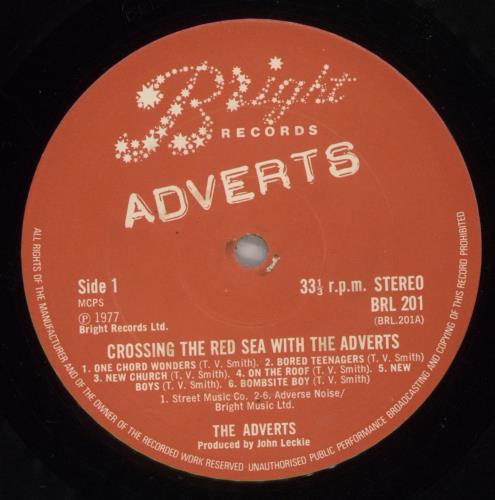 Bright
RECORDS
ADVERTS
Side 1
MCPS
Ⓟ 1977
Bright Records Ltd.
33⅓ r.p.m. STEREO
BRL 201
(BRL.201A)
CROSSING THE RED SEA WITH THE ADVERTS
1. ONE CHORD WONDERS (T. V. Smith). 2. BORED TEENAGERS (T. V. Smith).
3. NEW CHURCH (T. V. Smith). 4. ON THE ROOF (T. V. Smith). 5. NEW
BOYS (T. V. Smith). 6. BOMBSITE BOY (T. V. Smith).
1. Street Music Co. 2-6. Adverse Noise/
Bright Music Ltd.
THE ADVERTS
Produced by John Leckie
ALL RIGHTS OF THE MANUFACTURER AND OF THE OWNER OF THE RECORDED WORK RESERVED UNAUTHORISED PUBLIC PERFORMANCE BROADCASTING AND COPYING OF THIS RECORD PROHIBITED